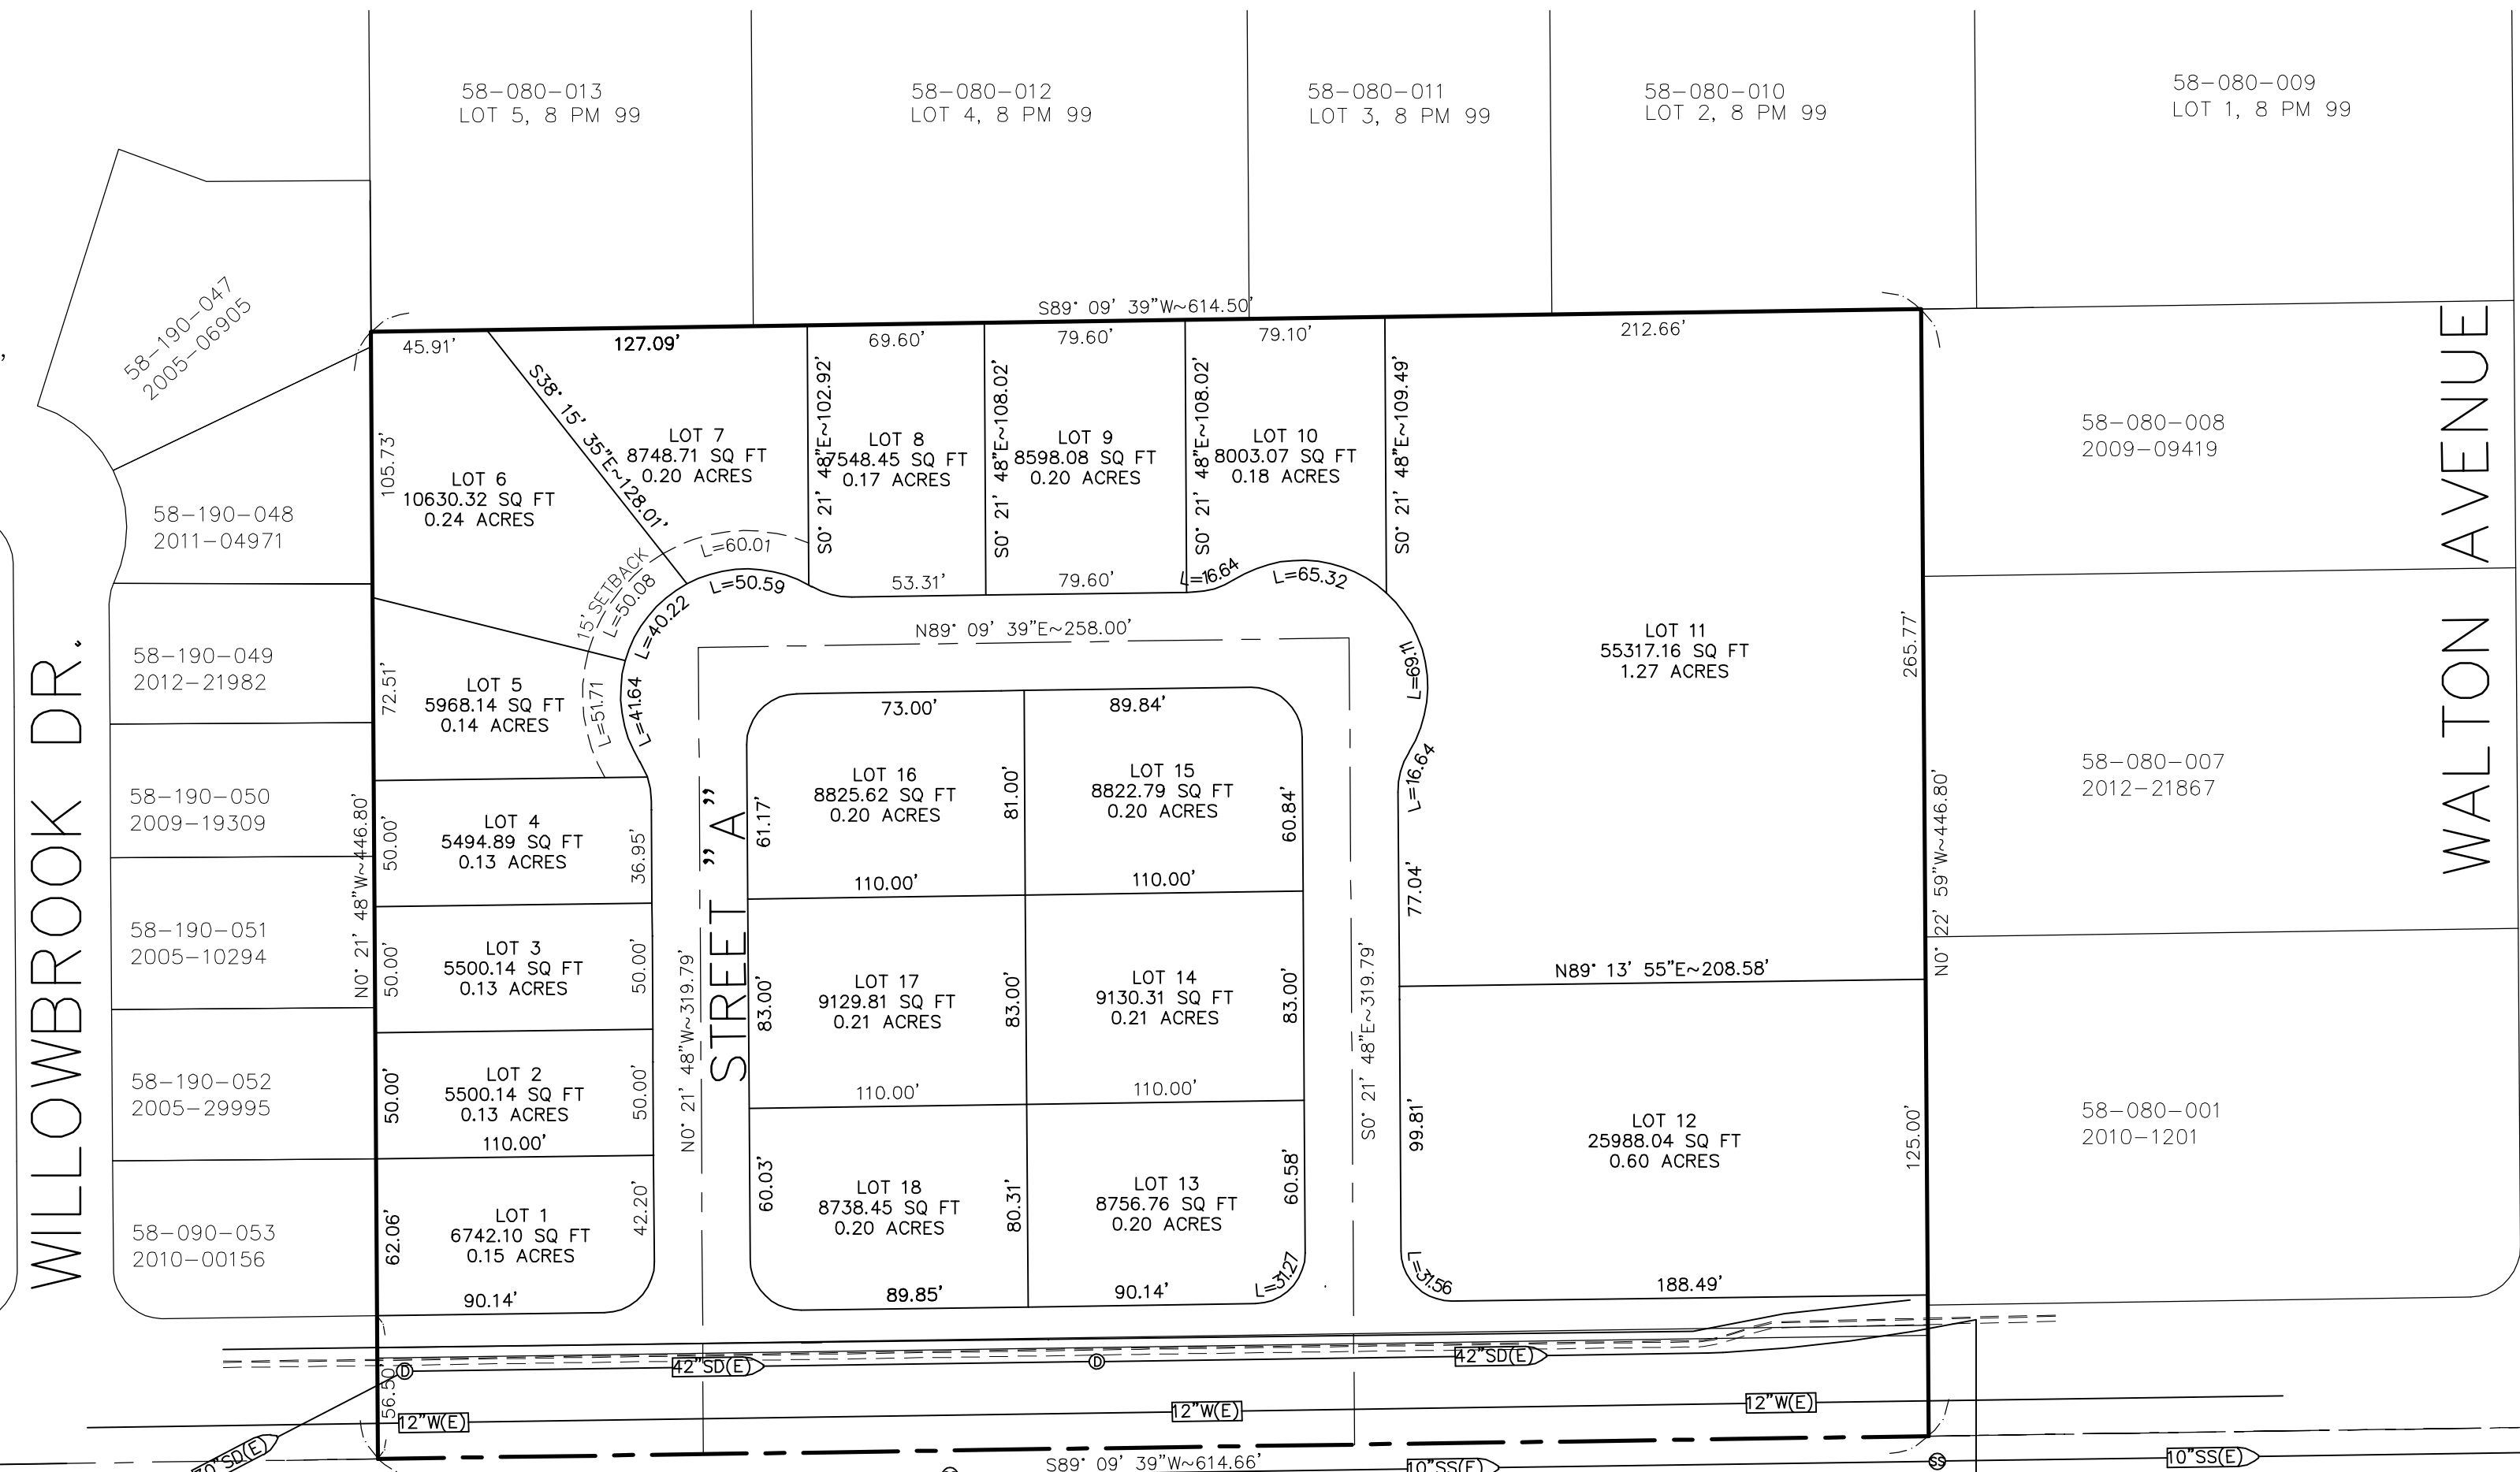 58-080-013
LOT 5, 8 PM 99
58-080-012
LOT 4, 8 PM 99
58-080-011
LOT 3, 8 PM 99
58-080-010
LOT 2, 8 PM 99
58-080-009
LOT 1, 8 PM 99
58-190-047
2005-06905
58-190-048
2011-04971
58-190-049
2012-21982
58-190-050
2009-19309
58-190-051
2005-10294
58-190-052
2005-29995
58-090-053
2010-00156
WILLOWBROOK DR.
S89° 09' 39"W~614.50'
45.91'
127.09'
69.60'
79.60'
79.10'
212.66'
S38° 15' 35"E~128.01'
S0° 21' 48"E~102.92'
S0° 21' 48"E~108.02'
S0° 21' 48"E~108.02'
S0° 21' 48"E~109.49'
105.73'
LOT 6
10630.32 SQ FT
0.24 ACRES
LOT 7
8748.71 SQ FT
0.20 ACRES
LOT 8
7548.45 SQ FT
0.17 ACRES
LOT 9
8598.08 SQ FT
0.20 ACRES
LOT 10
8003.07 SQ FT
0.18 ACRES
15' SETBACK
L=60.01
L=50.08
L=51.71
L=50.59
L=40.22
L=41.64
53.31'
79.60'
L=16.64
L=65.32
L=69.11
L=16.64
N89° 09' 39"E~258.00'
LOT 11
55317.16 SQ FT
1.27 ACRES
265.77'
72.51'
LOT 5
5968.14 SQ FT
0.14 ACRES
N0° 21' 48"W~446.80'
50.00'
LOT 4
5494.89 SQ FT
0.13 ACRES
36.95'
50.00'
LOT 3
5500.14 SQ FT
0.13 ACRES
50.00'
50.00'
LOT 2
5500.14 SQ FT
0.13 ACRES
50.00'
110.00'
62.06'
LOT 1
6742.10 SQ FT
0.15 ACRES
42.20'
90.14'
N0° 21' 48"W~319.79'
STREET "A"
73.00'
89.84'
61.17'
LOT 16
8825.62 SQ FT
0.20 ACRES
81.00'
LOT 15
8822.79 SQ FT
0.20 ACRES
60.84'
110.00'
110.00'
83.00'
LOT 17
9129.81 SQ FT
0.21 ACRES
83.00'
LOT 14
9130.31 SQ FT
0.21 ACRES
83.00'
110.00'
110.00'
60.03'
LOT 18
8738.45 SQ FT
0.20 ACRES
80.31'
LOT 13
8756.76 SQ FT
0.20 ACRES
60.58'
89.85'
90.14'
L=31.27
S0° 21' 48"E~319.79'
77.04'
N89° 13' 55"E~208.58'
99.81'
LOT 12
25988.04 SQ FT
0.60 ACRES
125.00'
L=31.56
188.49'
N0° 22' 59"W~446.80'
58-080-008
2009-09419
58-080-007
2012-21867
58-080-001
2010-1201
WALTON AVENUE
56.50'
D
42"SD(E)
D
42"SD(E)
12"W(E)
12"W(E)
12"W(E)
S89° 09' 39"W~614.66'
10"SS(E)
SS
10"SS(E)